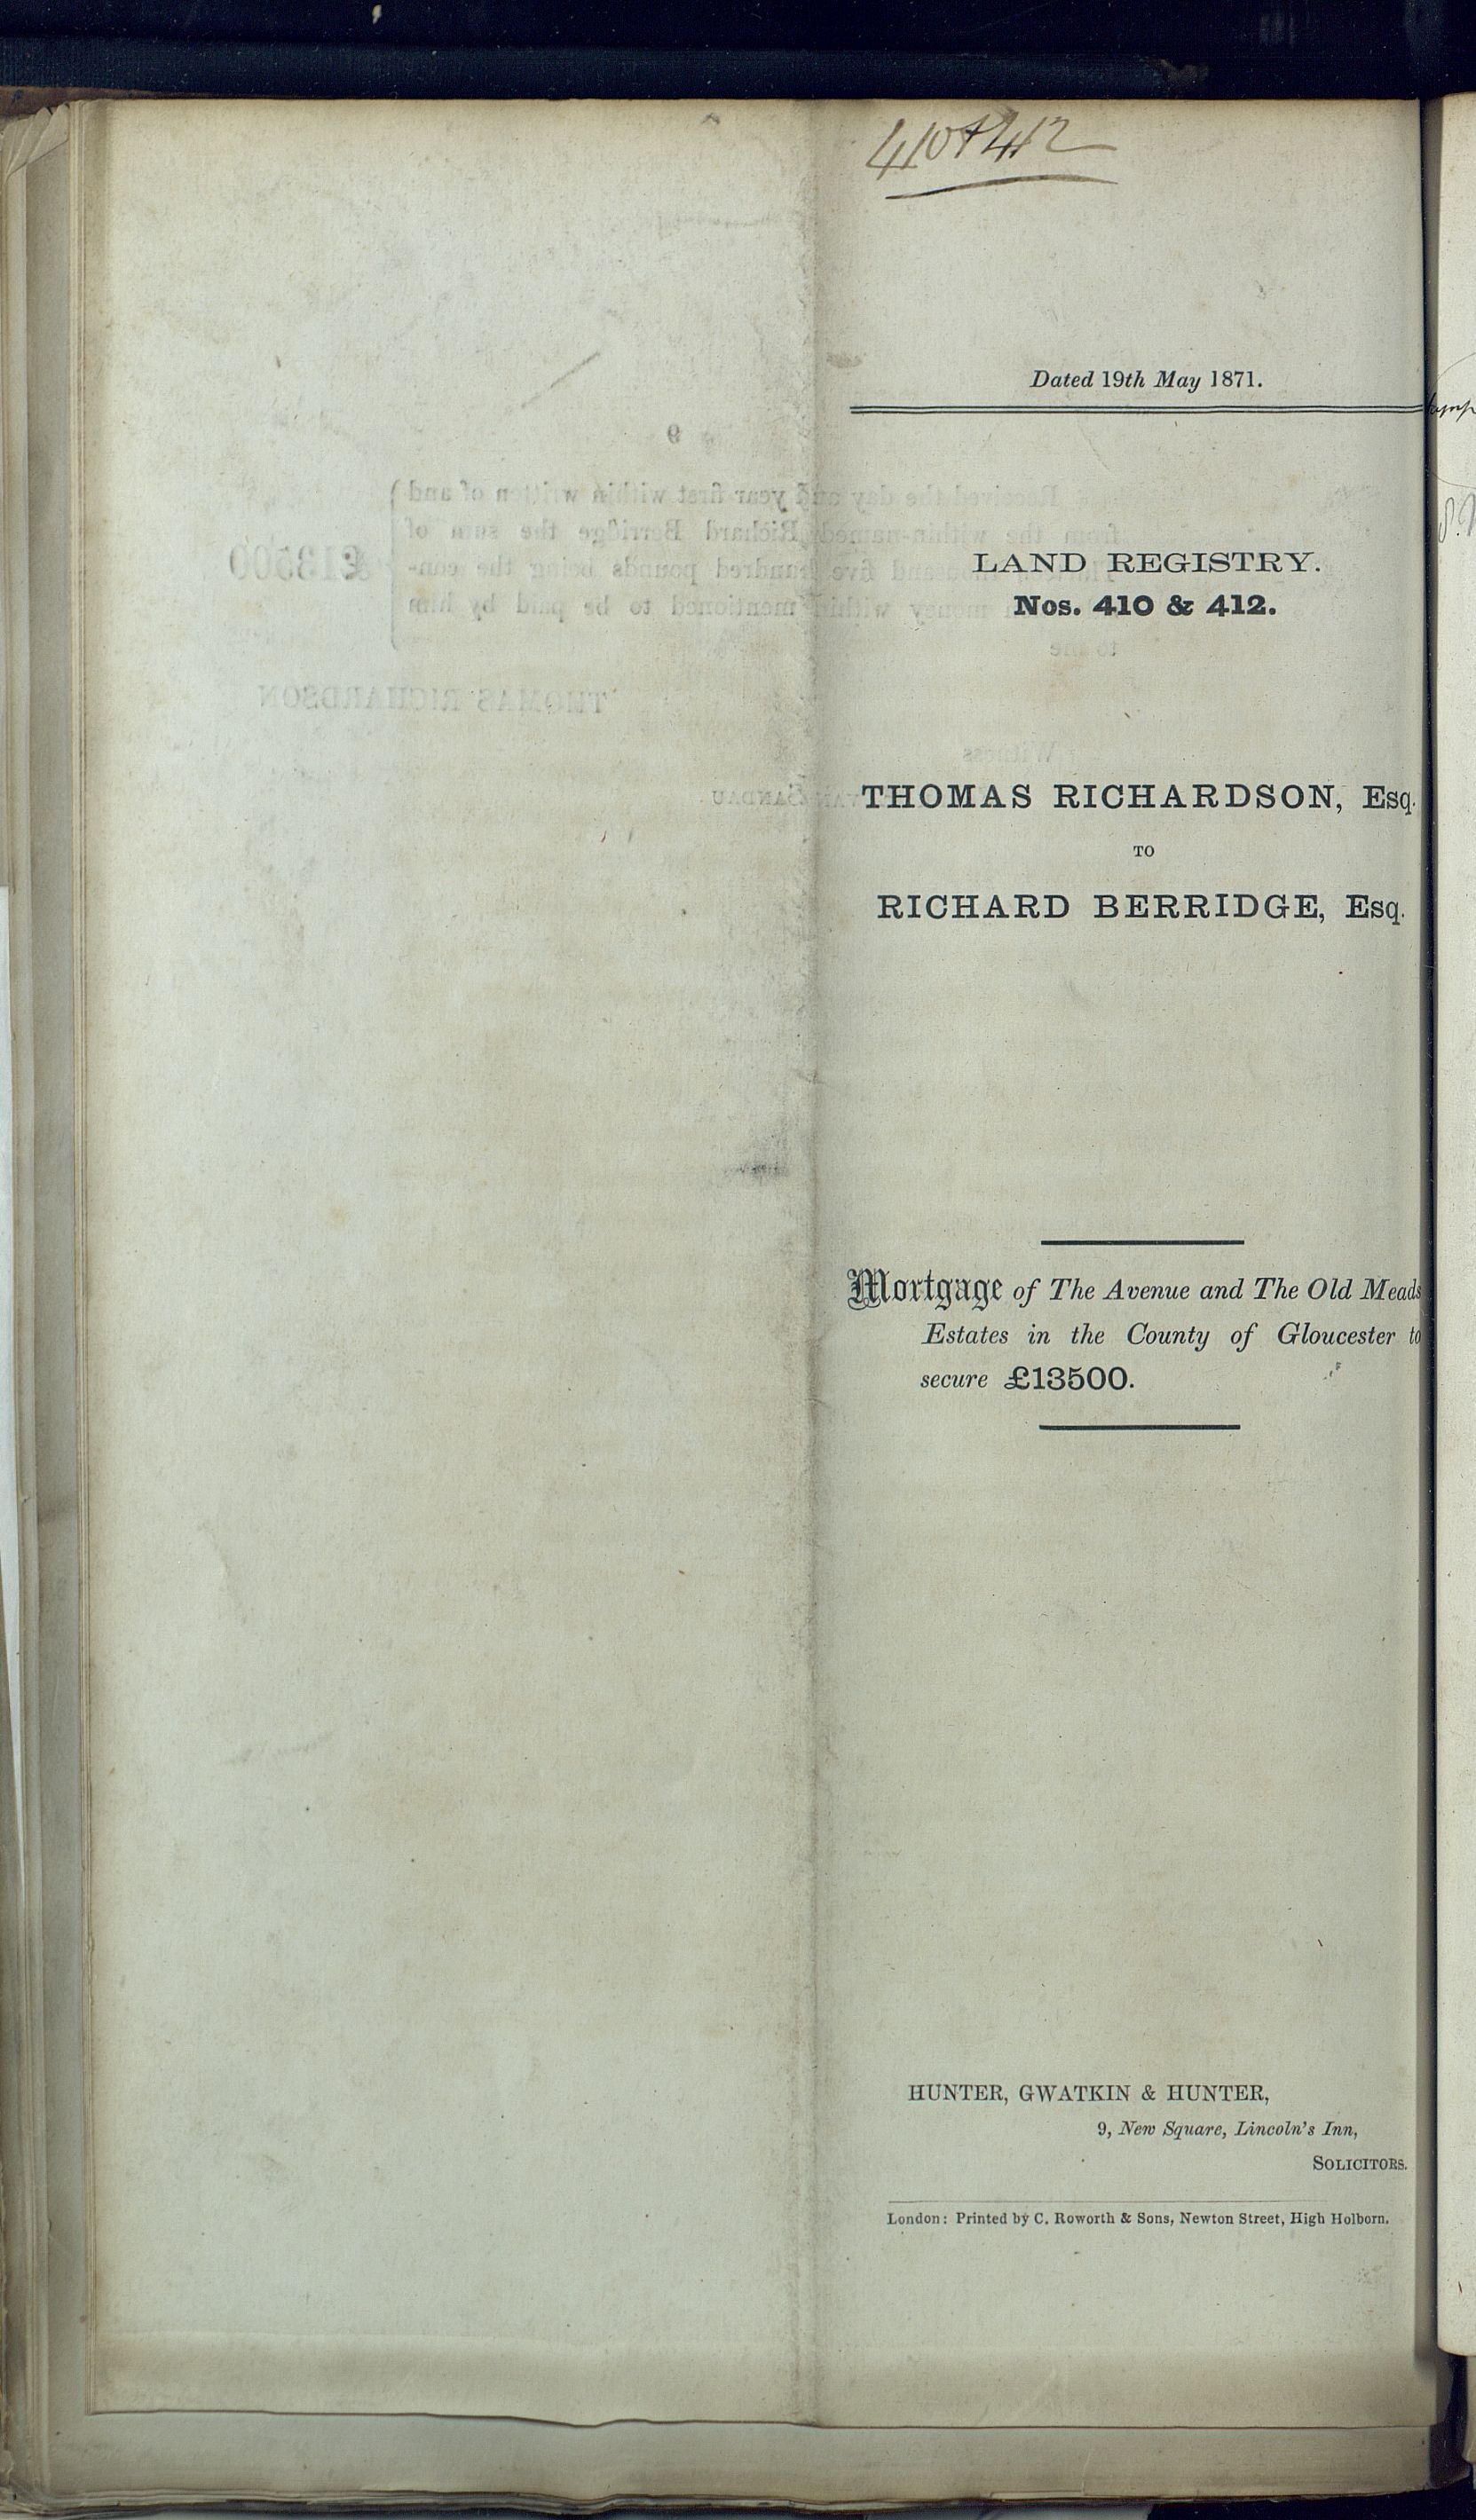 410 & 412
Dated 19th May 1871.
LAND REGISTRY.
Nos. 410 & 412.
THOMAS RICHARDSON, Esq.
TO
RICHARD BERRIDGE, Esq.
Mortgage of The Avenue and The Old Meads
Estates in the County of Gloucester to
secure £13500.
HUNTER, GWATKIN & HUNTER,
9, New Square, Lincoln's Inn,
SOLICITORS.
London: Printed by C. Roworth & Sons, Newton Street, High Holborn.